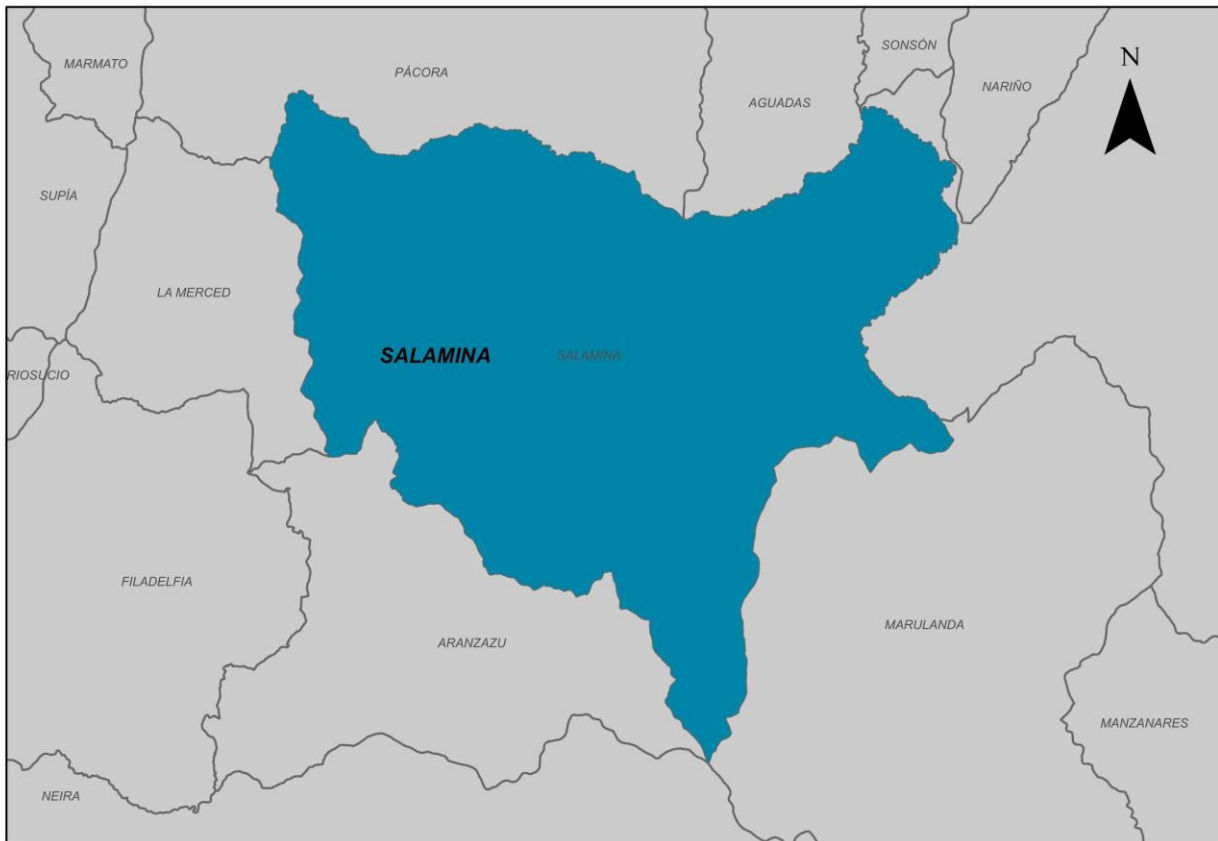 SONSÓN
MARMATO
PÁCORA
N
NARIÑO
AGUADAS
SUPÍA
LA MERCED
SALAMINA
SALAMINA
RIOSUCIO
FILADELFIA
ARANZAZU
MARULANDA
MANZANARES
NEIRA